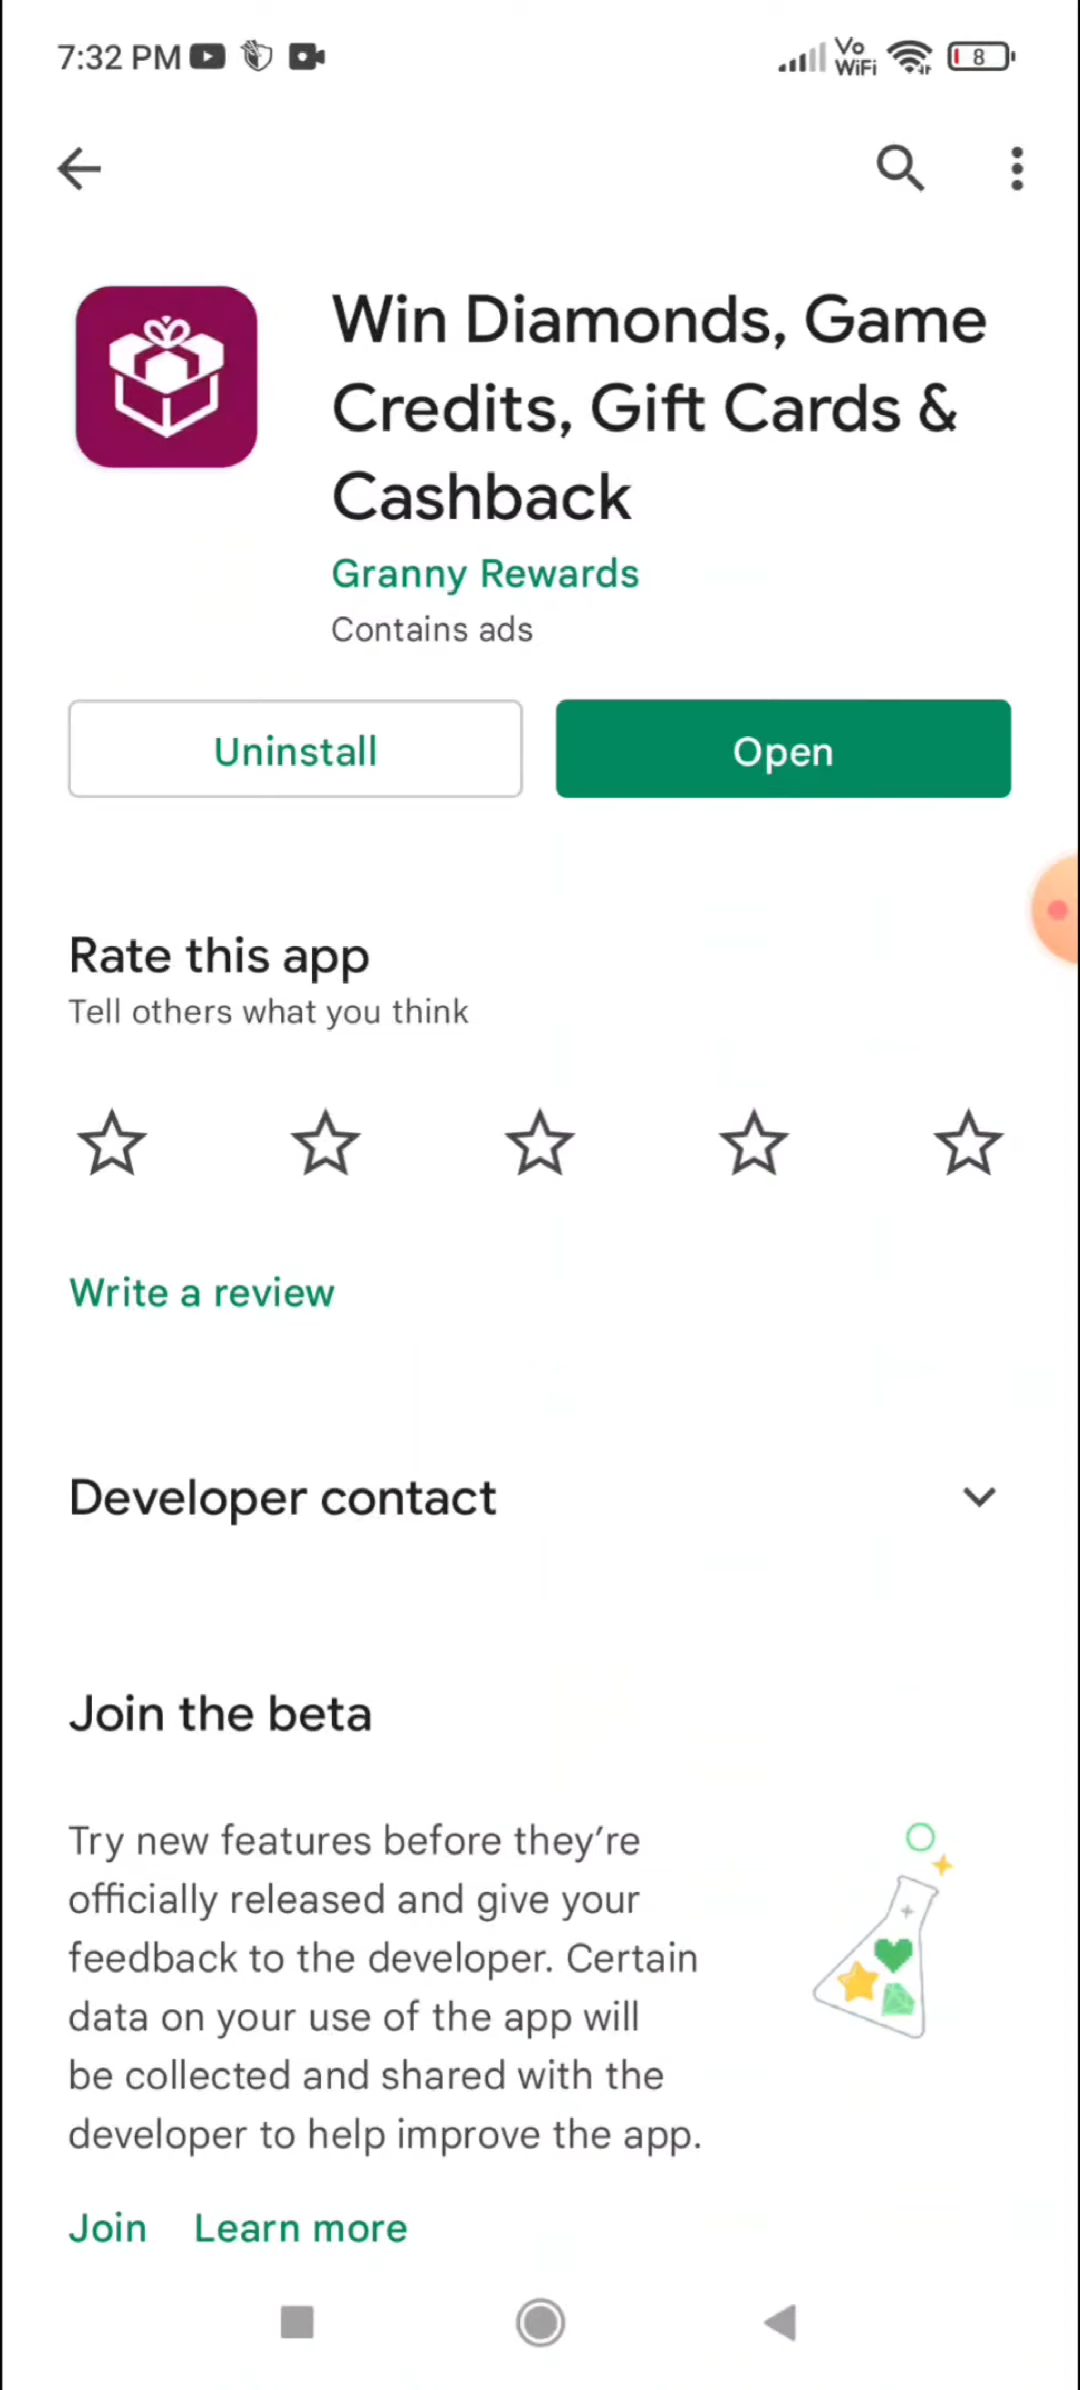 7:32 PM
Vo
WiFi
8
Win Diamonds, Game
Credits, Gift Cards &
Cashback
Granny Rewards
Contains ads
Uninstall
Open
Rate this app
Tell others what you think
Write a review
Developer contact
Join the beta
Try new features before they’re
officially released and give your
feedback to the developer. Certain
data on your use of the app will
be collected and shared with the
developer to help improve the app.
Join
Learn more